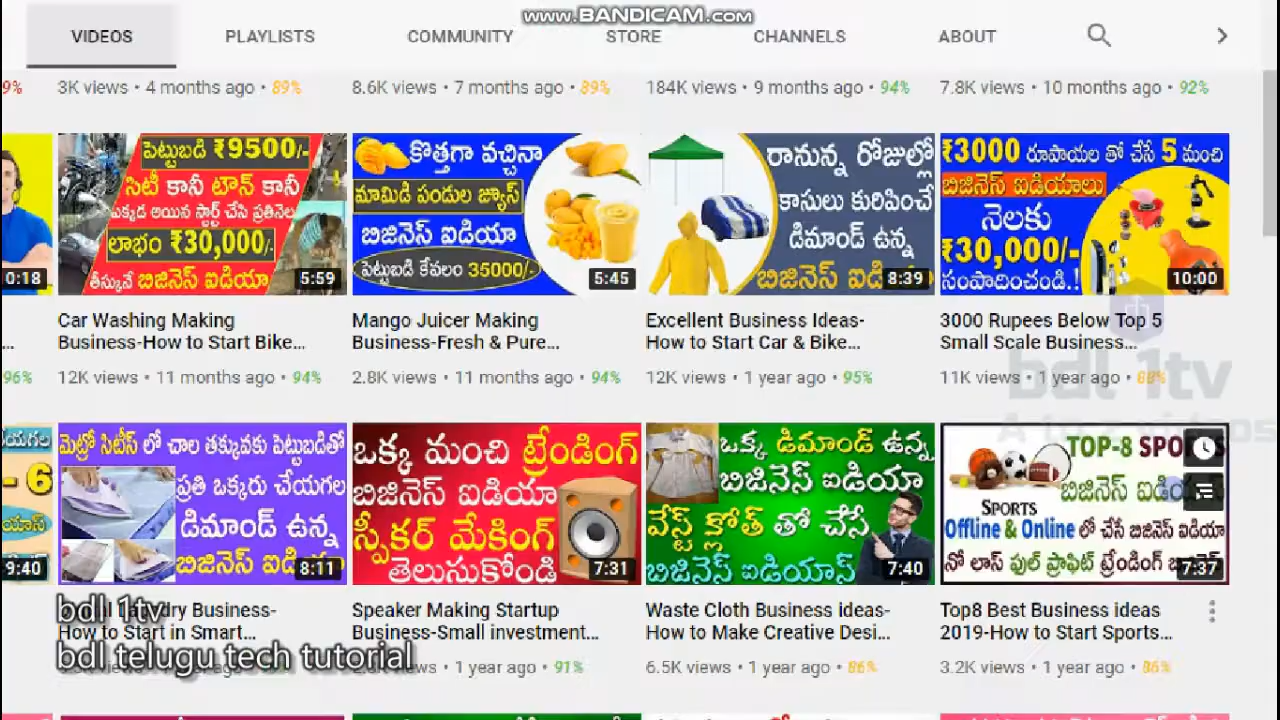 www.BANDICAM.com
VIDEOS PLAYLISTS COMMUNITY STORE CHANNELS ABOUT
9% 3K views • 4 months ago • 89% 8.6K views • 7 months ago • 89% 184K views • 9 months ago • 94% 7.8K views • 10 months ago • 92%
0:18
పెట్టుబడి ₹9500/-
సిటీ కానీ టౌన్ కానీ
ఎక్కడ అయిన స్టార్ట్ చేసి ప్రతినెల
లాభం ₹30,000/-
తీస్కునే బిజినెస్ ఐడియా
5:59
కొత్తగా వచ్చినా
మామిడి పండుల జ్యూస్
బిజినెస్ ఐడియా
పెట్టుబడి కేవలం 35000/-
5:45
రానున్న రోజుల్లో
కాసులు కురిపించే
డిమాండ్ ఉన్న
బిజినెస్
8:39
₹3000 రూపాయల తో చేసే 5 మంచి
బిజినెస్ ఐడియాలు
నెలకు
₹30,000/-
సంపాదించండి.!
10:00
Car Washing Making
Business-How to Start Bike...
Mango Juicer Making
Business-Fresh & Pure...
Excellent Business Ideas-
How to Start Car & Bike...
3000 Rupees Below Top 5
Small Scale Business...
96% 12K views • 11 months ago • 94% 2.8K views • 11 months ago • 94% 12K views • 1 year ago • 95% 11K views • 1 year ago • 88%
bdl 1tv
- 6
9:40
మెట్రో సిటీస్ లో చాల తక్కువకు పెట్టుబడితో
ప్రతి ఒక్కరు చేయగల
డిమాండ్ ఉన్న
బిజినెస్
8:11
ఒక్క మంచి ట్రేండింగ్
బిజినెస్ ఐడియా
స్పీకర్ మేకింగ్
తెలుసుకోండి
7:31
ఒక్క డిమాండ్ ఉన్న
బిజినెస్ ఐడియా
వేస్ట్ క్లోత్ తో చేసే
బిజినెస్ ఐడియాస్
7:40
TOP-8
బిజినెస్
SPORTS
Offline & Online లో చేసే బిజినెస్ ఐడియా
నో లాస్ ఫుల్ ప్రాఫిట్ ట్రేండింగ్
7:37
Business-
How to Start in Smart...
Speaker Making Startup
Business-Small investment...
Waste Cloth Business ideas-
How to Make Creative Desi...
Top8 Best Business ideas
2019-How to Start Sports...
views • 1 year ago • 91% 6.5K views • 1 year ago • 86% 3.2K views • 1 year ago • 86%
bdl 1tv
bdl telugu tech tutorial